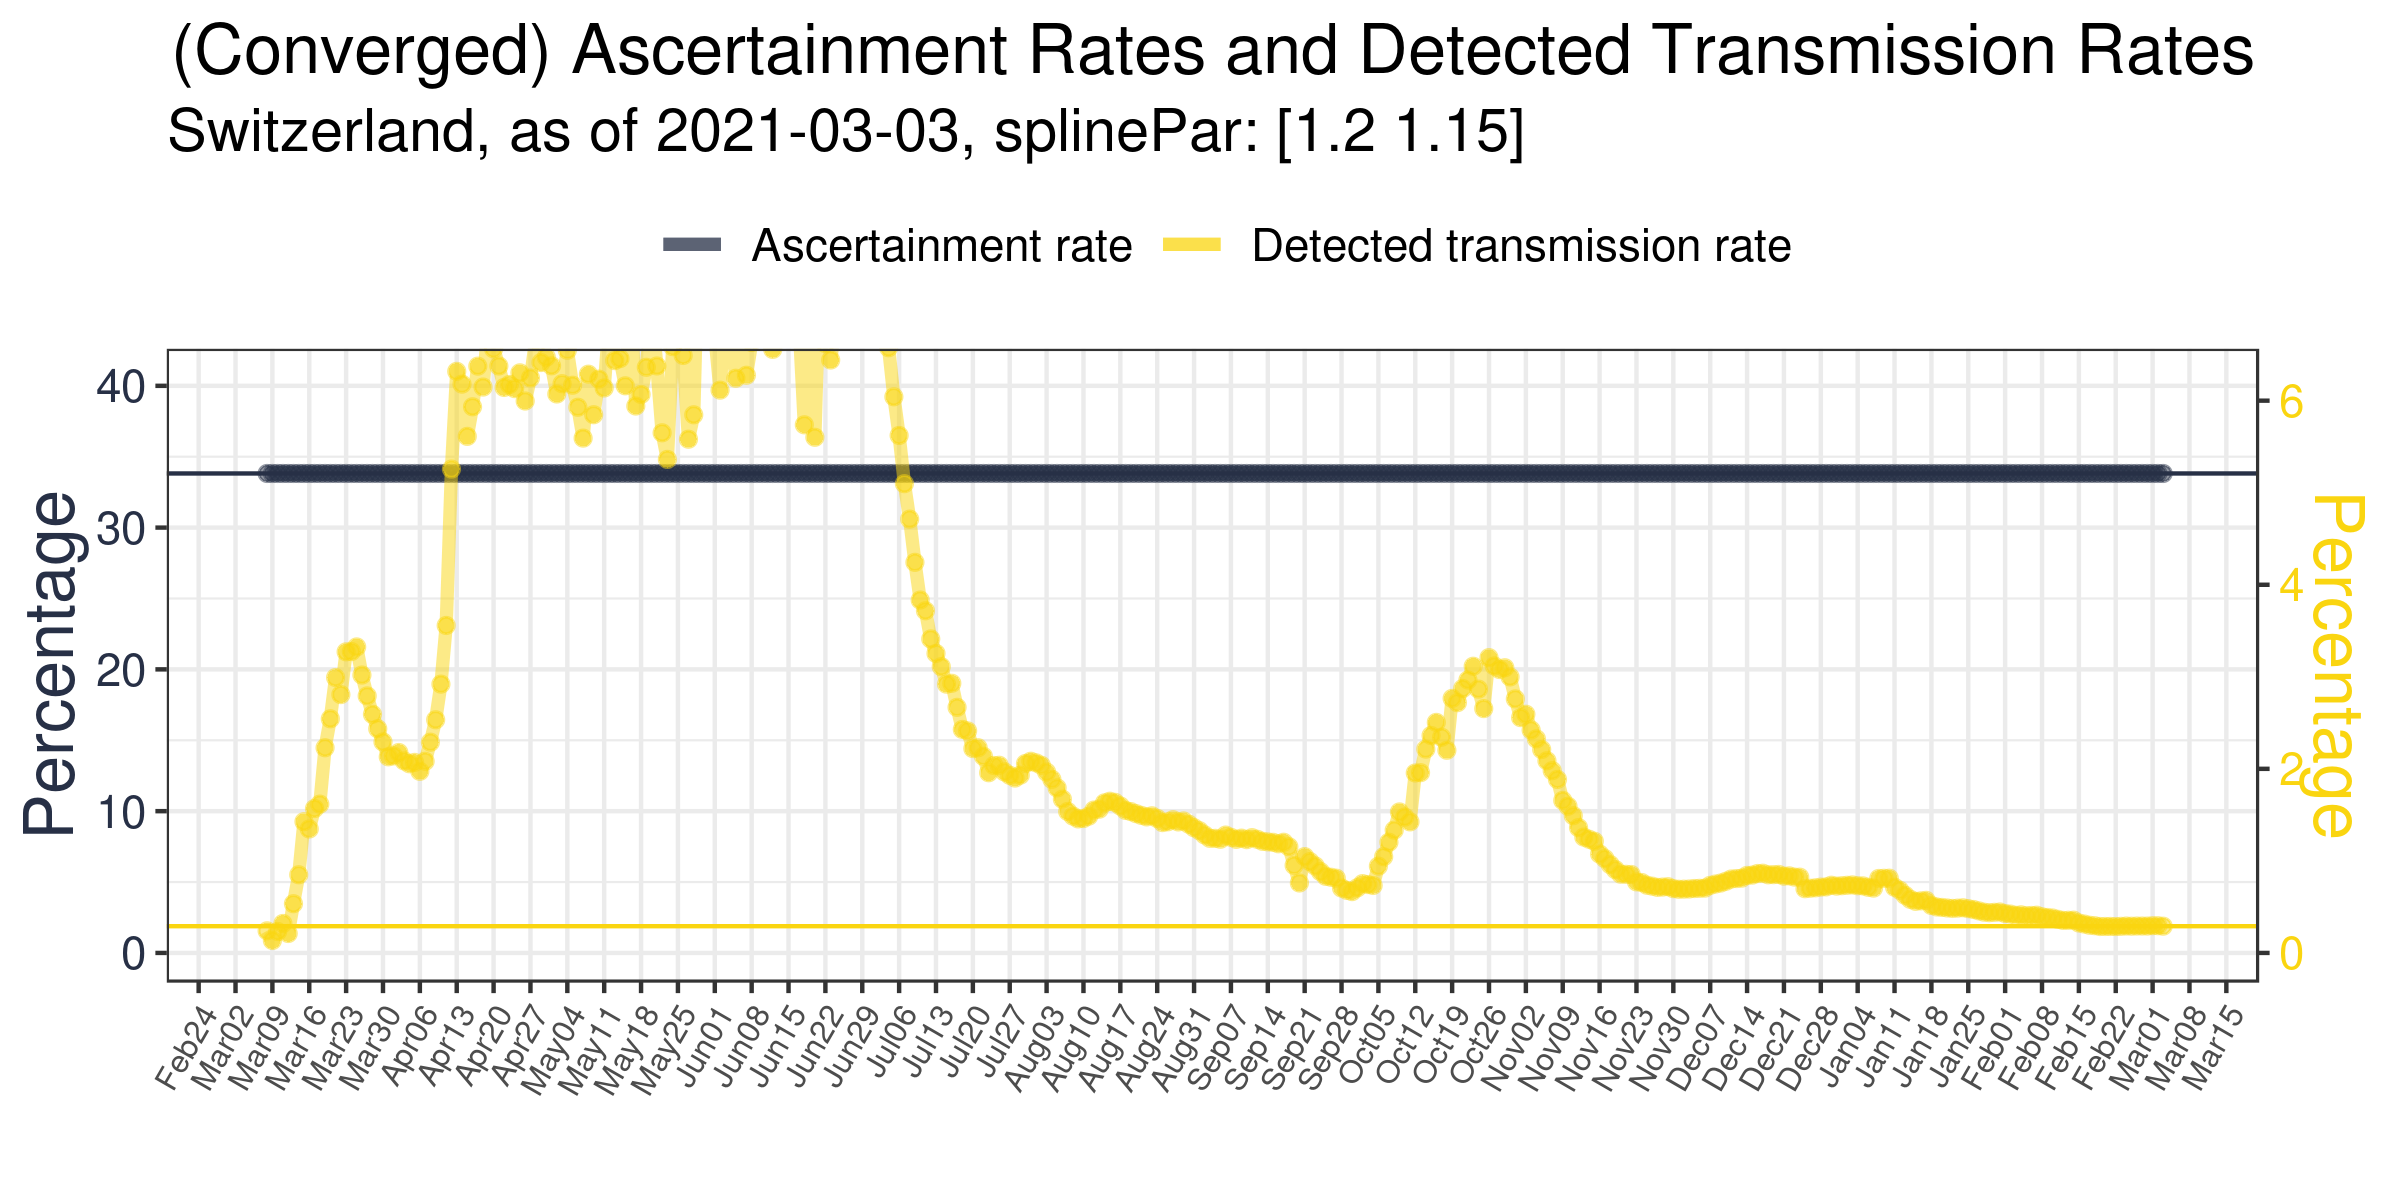 (Converged) Ascertainment Rates and Detected Transmission Rates
Switzerland, as of 2021-03-03, splinePar: [1.2 1.15]
Ascertainment rate Detected transmission rate
Percentage
40
30
20
10
0
6
4
2
0
Percentage
Feb24 Mar02 Mar09 Mar16 Mar23 Mar30 Apr06 Apr13 Apr20 Apr27 May04 May11 May18 May25 Jun01 Jun08 Jun15 Jun22 Jun29 Jul06 Jul13 Jul20 Jul27 Aug03 Aug10 Aug17 Aug24 Aug31 Sep07 Sep14 Sep21 Sep28 Oct05 Oct12 Oct19 Oct26 Nov02 Nov09 Nov16 Nov23 Nov30 Dec07 Dec14 Dec21 Dec28 Jan04 Jan11 Jan18 Jan25 Feb01 Feb08 Feb15 Feb22 Mar01 Mar08 Mar15